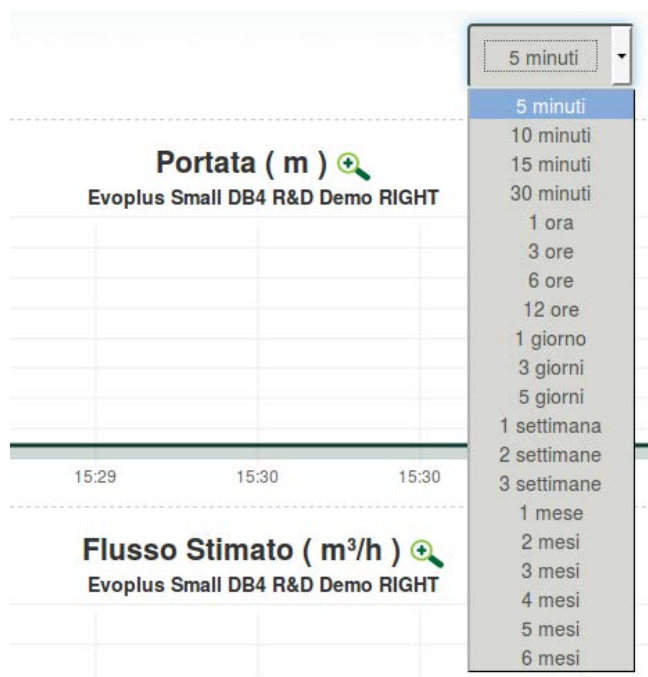 5 minuti
5 minuti
10 minuti
15 minuti
30 minuti
1 ora
3 ore
6 ore
12 ore
1 giorno
3 giorni
5 giorni
1 settimana
2 settimane
3 settimane
1 mese
2 mesi
3 mesi
4 mesi
5 mesi
6 mesi
Portata ( m )
Evoplus Small DB4 R&D Demo RIGHT
15:29 15:30 15:30
Flusso Stimato ( m³/h )
Evoplus Small DB4 R&D Demo RIGHT